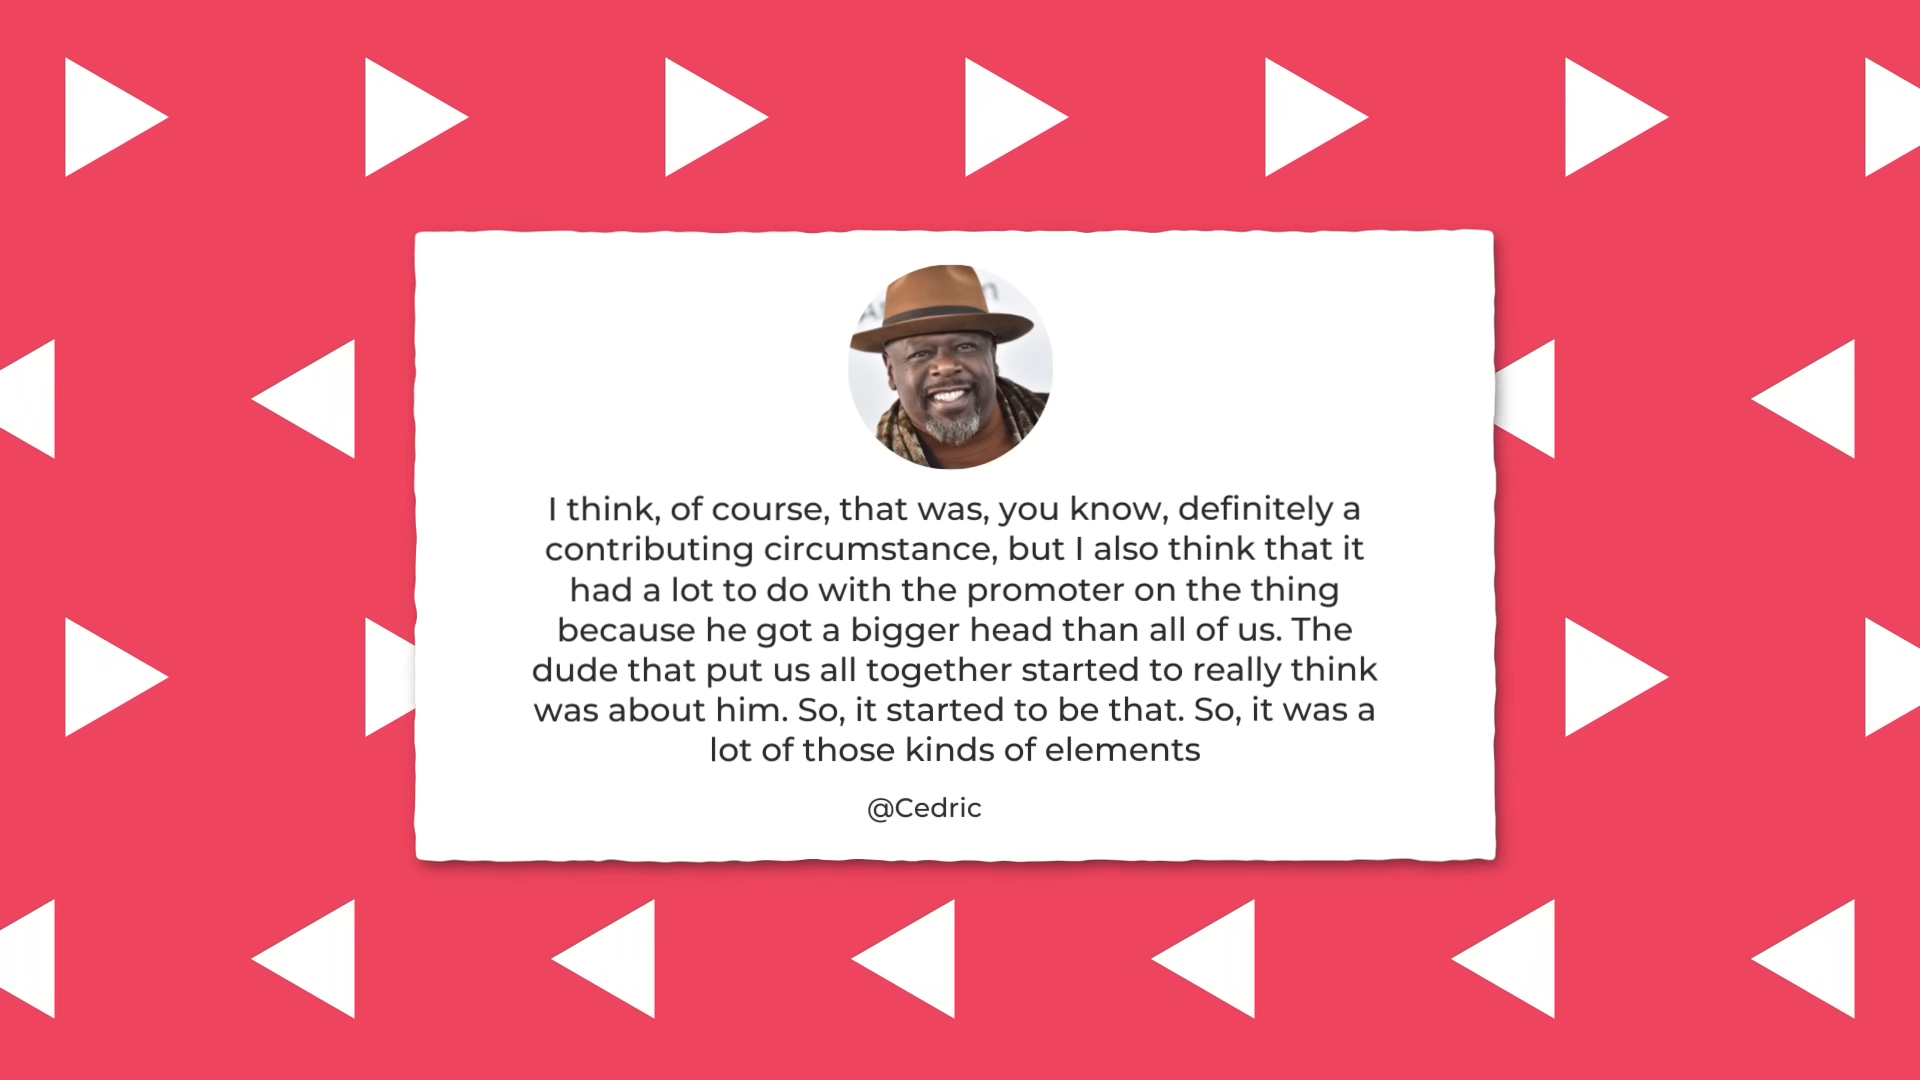 I think, of course, that was, you know, definitely a
contributing circumstance, but I also think that it
had a lot to do with the promoter on the thing
because he got a bigger head than all of us. The
dude that put us all together started to really think
was about him. So, it started to be that. So, it was a
lot of those kinds of elements
@Cedric